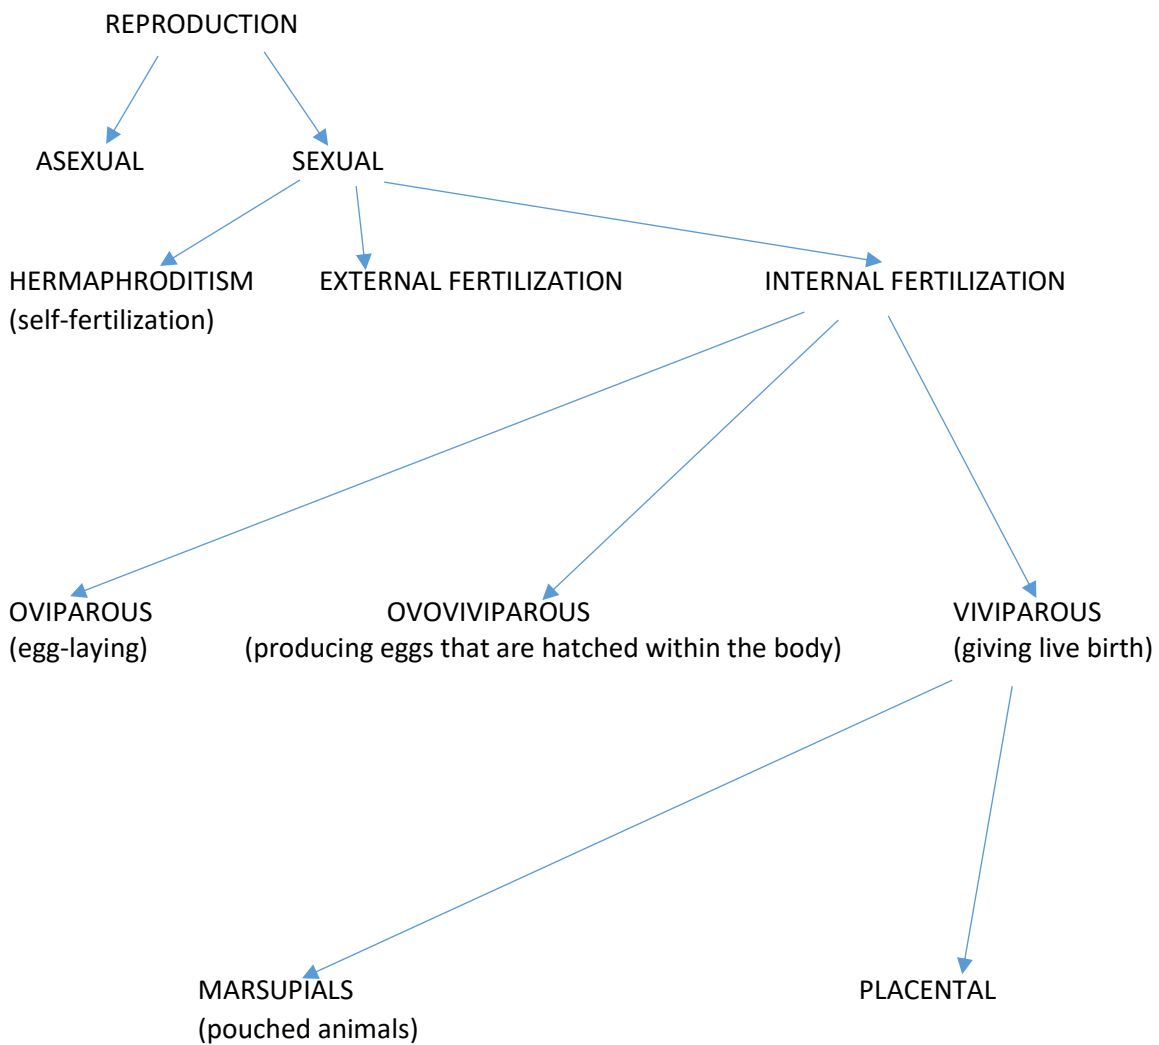 REPRODUCTION
ASEXUAL
SEXUAL
HERMAPHRODITISM
(self-fertilization)
EXTERNAL FERTILIZATION
INTERNAL FERTILIZATION
OVIPAROUS
(egg-laying)
OVOVIVIPAROUS
(producing eggs that are hatched within the body)
VIVIPAROUS
(giving live birth)
MARSUPIALS
(pouched animals)
PLACENTAL